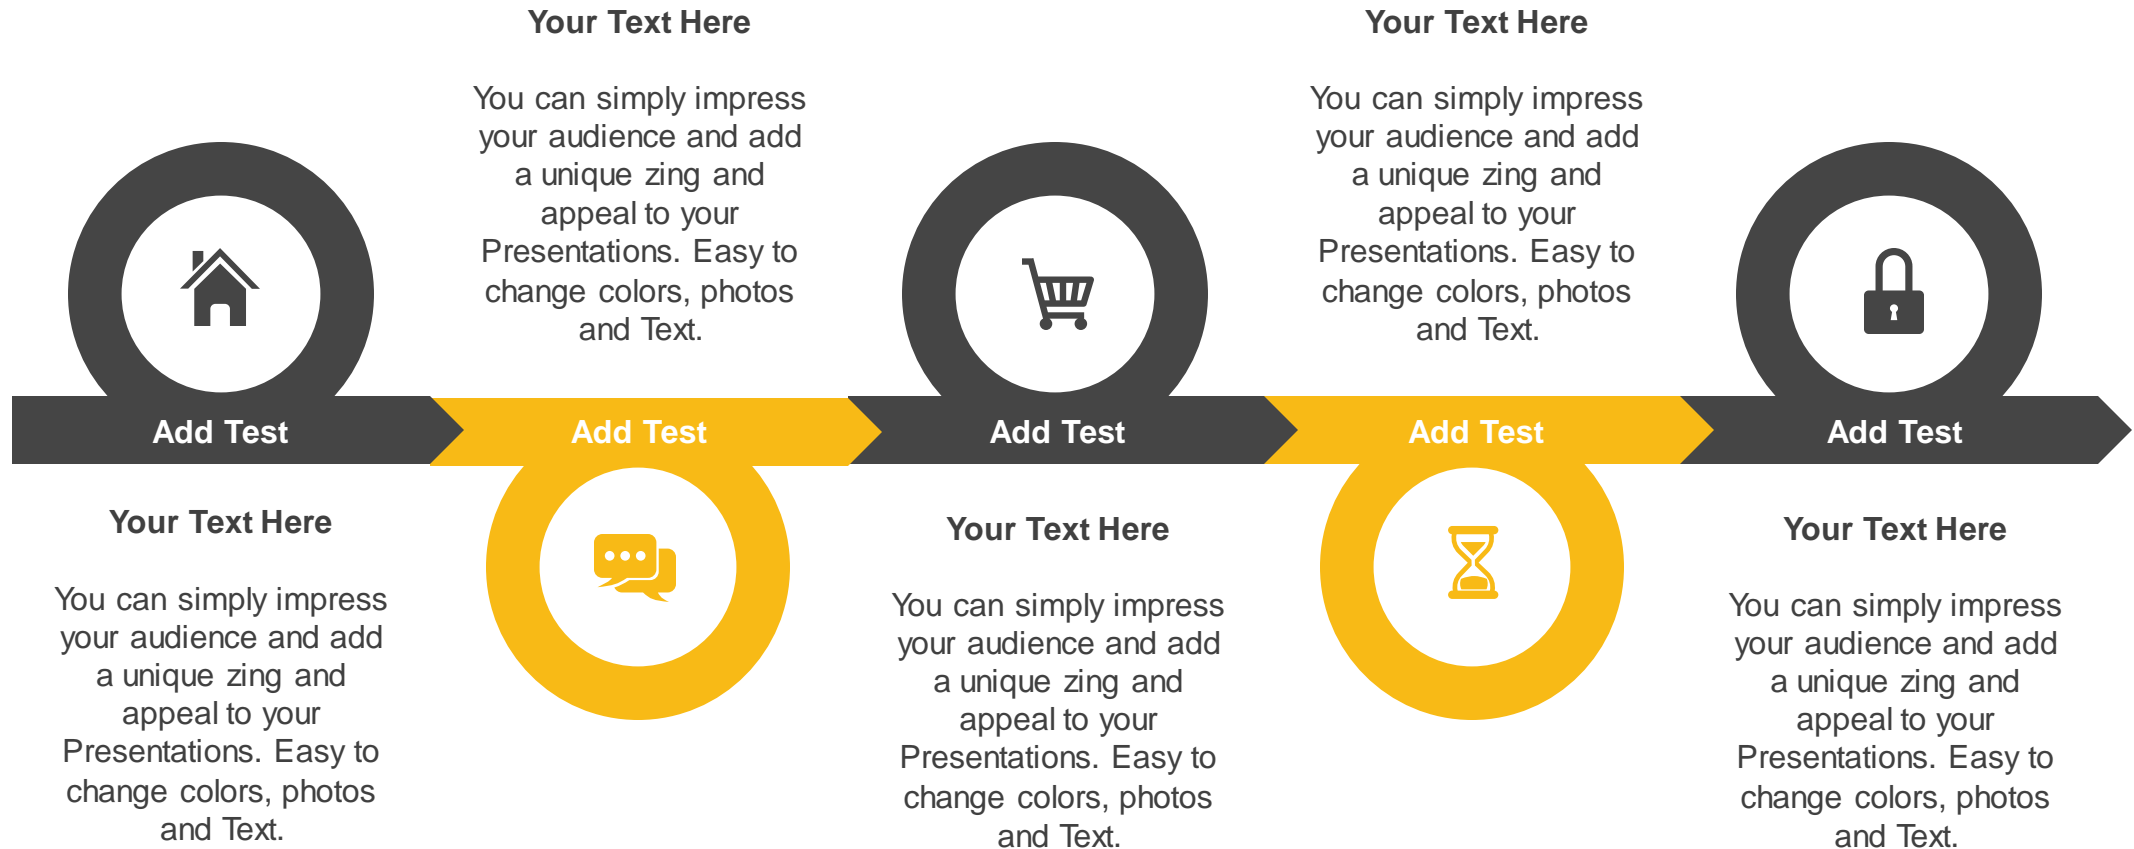 Your Text Here
You can simply impress
your audience and add
a unique zing and
appeal to your
Presentations. Easy to
change colors, photos
and Text.
Your Text Here
You can simply impress
your audience and add
a unique zing and
appeal to your
Presentations. Easy to
change colors, photos
and Text.
Add Test
Add Test
Add Test
Add Test
Add Test
Your Text Here
You can simply impress
your audience and add
a unique zing and
appeal to your
Presentations. Easy to
change colors, photos
and Text.
Your Text Here
You can simply impress
your audience and add
a unique zing and
appeal to your
Presentations. Easy to
change colors, photos
and Text.
Your Text Here
You can simply impress
your audience and add
a unique zing and
appeal to your
Presentations. Easy to
change colors, photos
and Text.